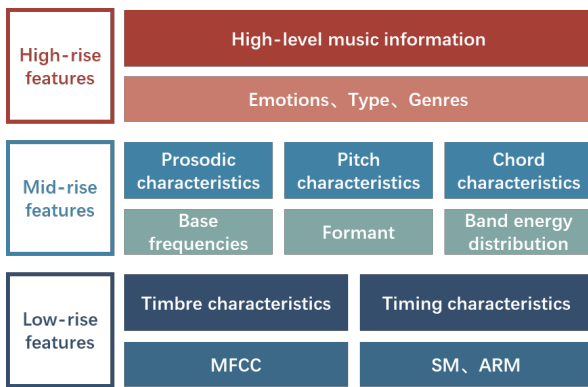 High-rise
features
High-level music information
Emotions、Type、Genres
Mid-rise
features
Prosodic
characteristics
Pitch
characteristics
Chord
characteristics
Base
frequencies
Formant
Band energy
distribution
Low-rise
features
Timbre characteristics
Timing characteristics
MFCC
SM、ARM